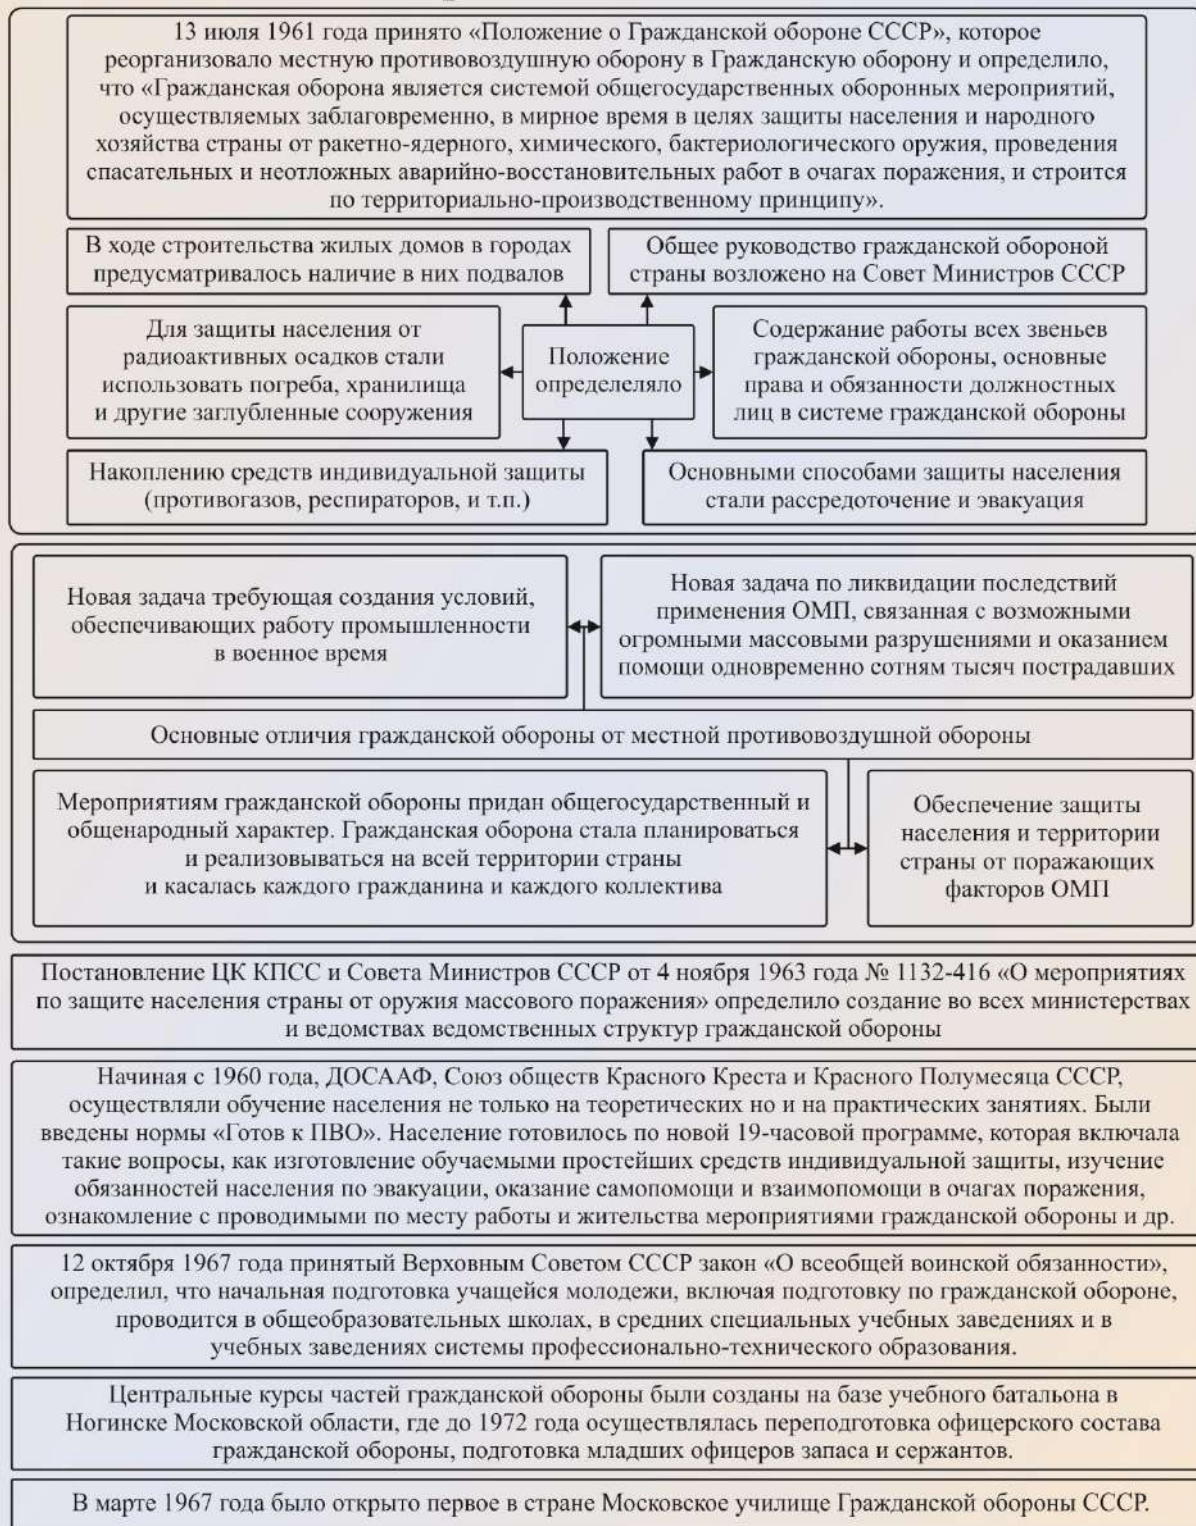 13 июля 1961 года принято «Положение о Гражданской обороне СССР», которое
реорганизовало местную противовоздушную оборону в Гражданскую оборону и определило,
что «Гражданская оборона является системой общегосударственных оборонных мероприятий,
осуществляемых заблаговременно, в мирное время в целях защиты населения и народного
хозяйства страны от ракетно-ядерного, химического, бактериологического оружия, проведения
спасательных и неотложных аварийно-восстановительных работ в очагах поражения, и строится
по территориально-производственному принципу».
В ходе строительства жилых домов в городах
предусматривалось наличие в них подвалов
Общее руководство гражданской обороной
страны возложено на Совет Министров СССР
Для защиты населения от
радиоактивных осадков стали
использовать погреба, хранилища
и другие заглубленные сооружения
Положение
определеляло
Содержание работы всех звеньев
гражданской обороны, основные
права и обязанности должностных
лиц в системе гражданской обороны
Накоплению средств индивидуальной защиты
(противогазов, респираторов, и т.п.)
Основными способами защиты населения
стали рассредоточение и эвакуация
Новая задача требующая создания условий,
обеспечивающих работу промышленности
в военное время
Новая задача по ликвидации последствий
применения ОМП, связанная с возможными
огромными массовыми разрушениями и оказанием
помощи одновременно сотням тысяч пострадавших
Основные отличия гражданской обороны от местной противовоздушной обороны
Мероприятиям гражданской обороны придан общегосударственный и
общенародный характер. Гражданская оборона стала планироваться
и реализовываться на всей территории страны
и касалась каждого гражданина и каждого коллектива
Обеспечение защиты
населения и территории
страны от поражающих
факторов ОМП
Постановление ЦК КПСС и Совета Министров СССР от 4 ноября 1963 года № 1132-416 «О мероприятиях
по защите населения страны от оружия массового поражения» определило создание во всех министерствах
и ведомствах ведомственных структур гражданской обороны
Начиная с 1960 года, ДОСААФ, Союз обществ Красного Креста и Красного Полумесяца СССР,
осуществляли обучение населения не только на теоретических но и на практических занятиях. Были
введены нормы «Готов к ПВО». Население готовилось по новой 19-часовой программе, которая включала
такие вопросы, как изготовление обучаемыми простейших средств индивидуальной защиты, изучение
обязанностей населения по эвакуации, оказание самопомощи и взаимопомощи в очагах поражения,
ознакомление с проводимыми по месту работы и жительства мероприятиями гражданской обороны и др.
12 октября 1967 года принятый Верховным Советом СССР закон «О всеобщей воинской обязанности»,
определил, что начальная подготовка учащейся молодежи, включая подготовку по гражданской обороне,
проводится в общеобразовательных школах, в средних специальных учебных заведениях и в
учебных заведениях системы профессионально-технического образования.
Центральные курсы частей гражданской обороны были созданы на базе учебного батальона в
Ногинске Московской области, где до 1972 года осуществлялась переподготовка офицерского состава
гражданской обороны, подготовка младших офицеров запаса и сержантов.
В марте 1967 года было открыто первое в стране Московское училище Гражданской обороны СССР.